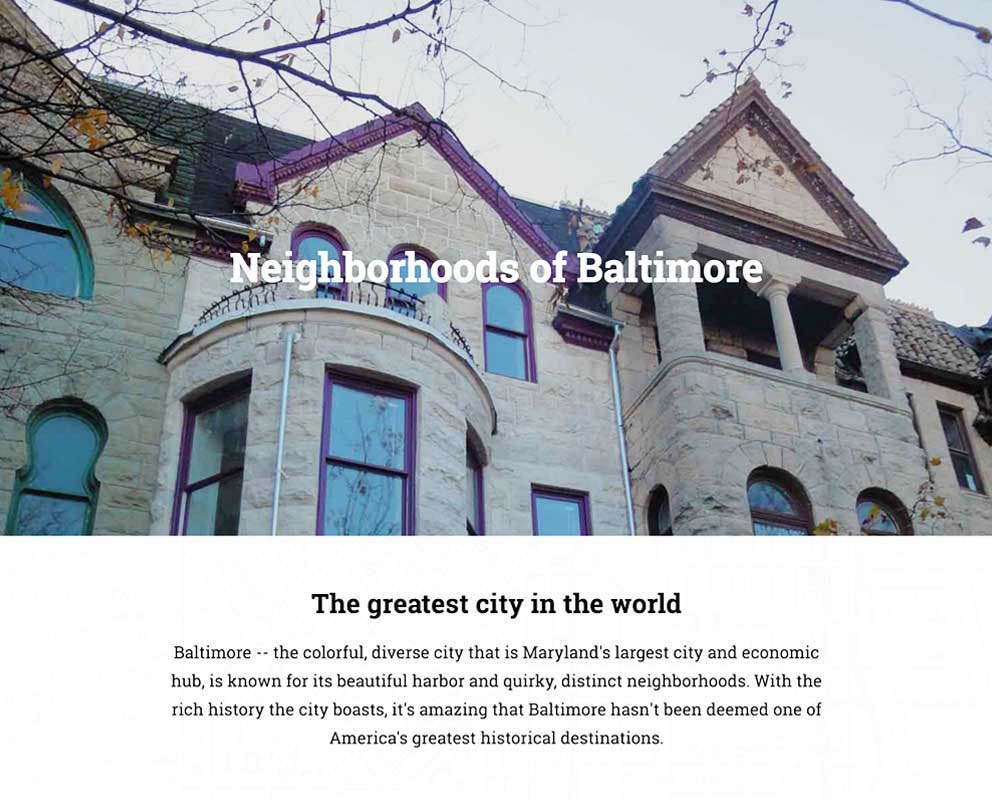 Neighborhoods of Baltimore
The greatest city in the world
Baltimore -- the colorful, diverse city that is Maryland's largest city and economic
hub, is known for its beautiful harbor and quirky, distinct neighborhoods. With the
rich history the city boasts, it's amazing that Baltimore hasn't been deemed one of
America's greatest historical destinations.